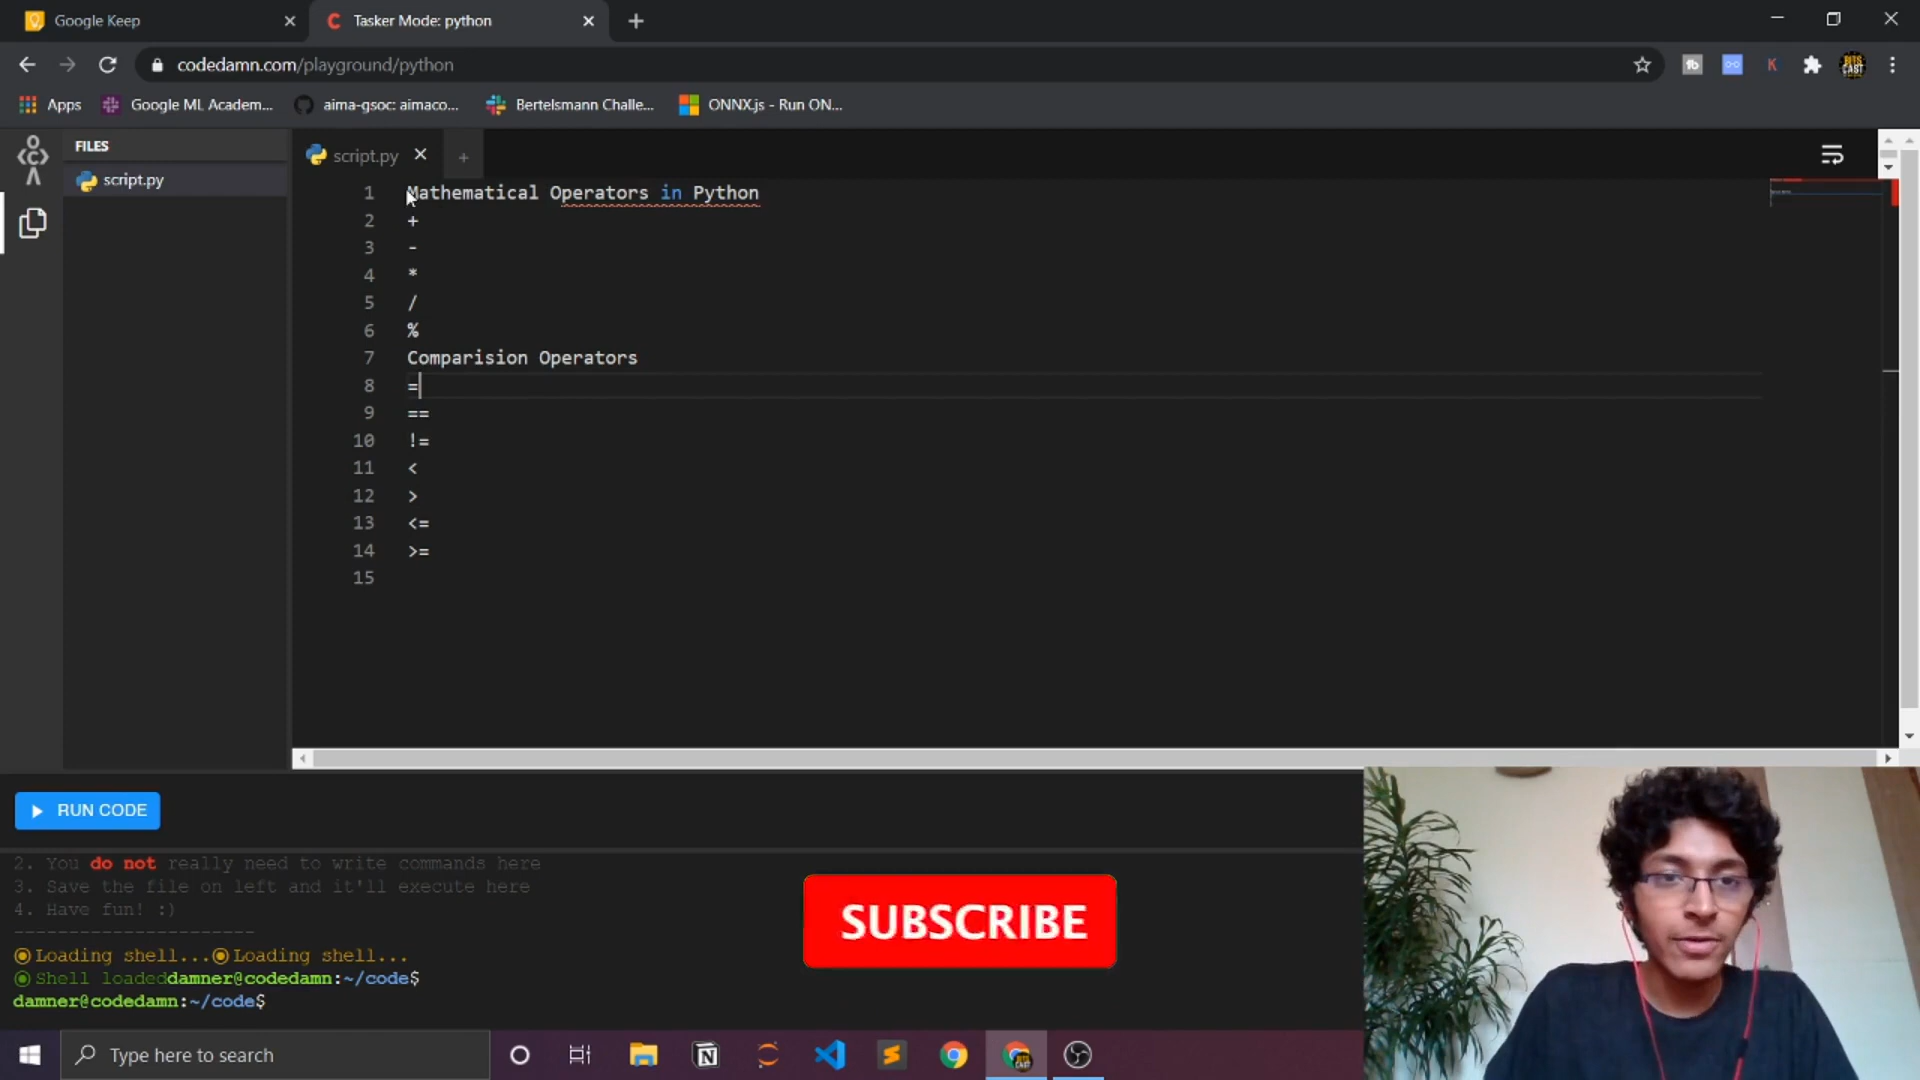 Google Keep
Tasker Mode: python
codedamn.com/playground/python
Apps
Google ML Academ...
aima-gsoc: aimaco...
Bertelsmann Challe...
ONNX.js - Run ON...
FILES
script.py
script.py
1 Mathematical Operators in Python
2 +
3 -
4 *
5 /
6 %
7 Comparision Operators
8 =
9 ==
10 !=
11 <
12 >
13 <=
14 >=
15
RUN CODE
2. You do not really need to write commands here
3. Save the file on left and it'll execute here
4. Have fun! :)
----------------------
Loading shell...Loading shell...
Shell loadeddamner@codedamn:~/code$
damner@codedamn:~/code$
SUBSCRIBE
Type here to search